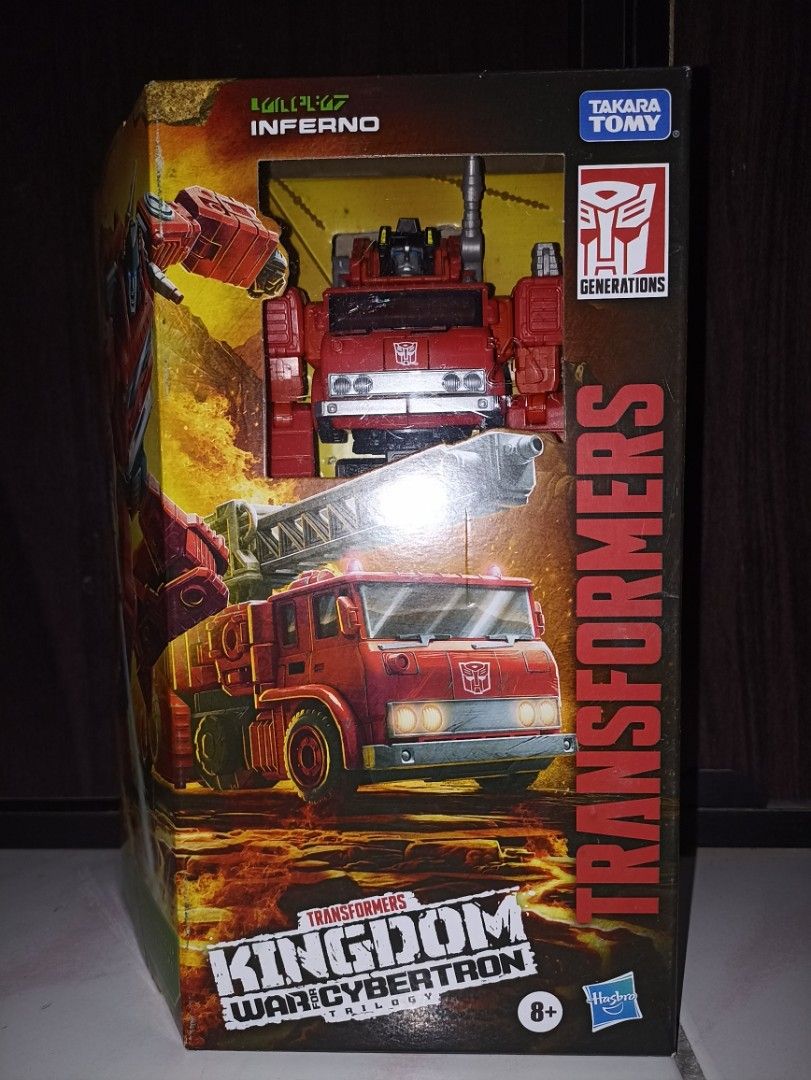 INFERNO
TAKARA
TOMY
GENERATIONS
TRANSFORMERS
TRANSFORMERS
KINGDOM
WAR FOR CYBERTRON
TRILOGY
8+
Hasbro